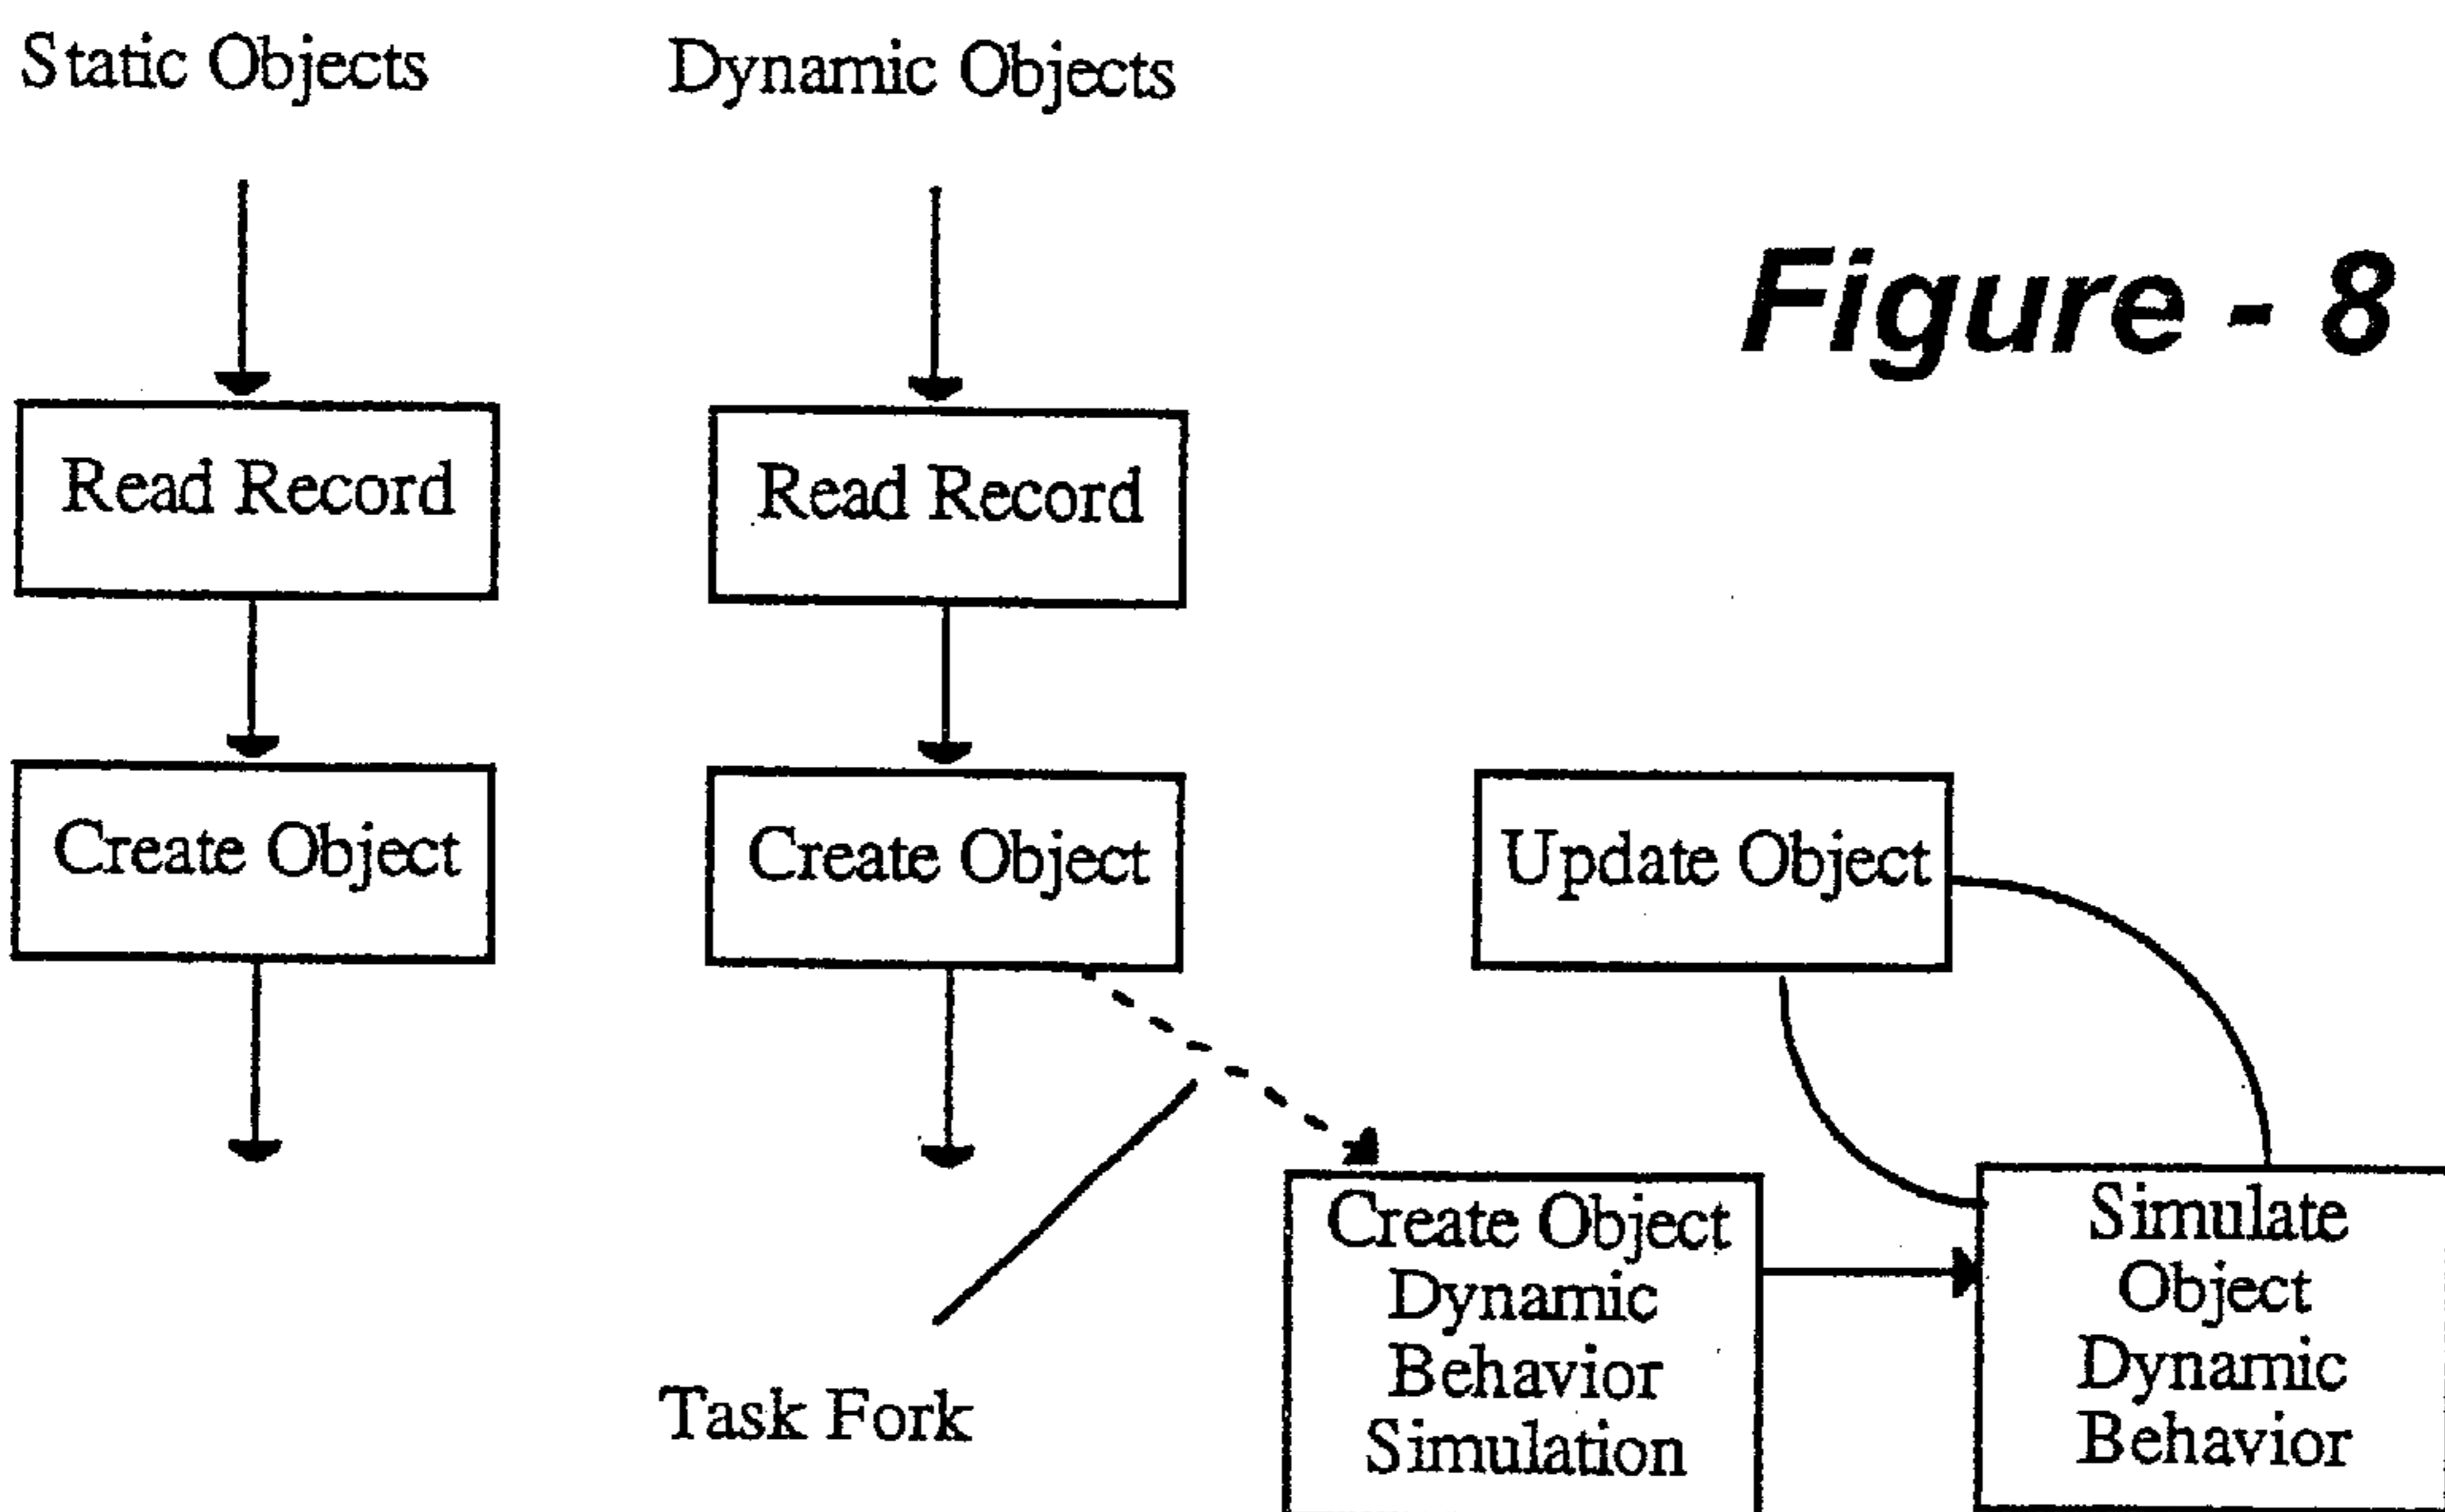 Static Objects
Dynamic Objects
Figure - 8
Read Record
Read Record
Create Object
Create Object
Update Object
Task Fork
Create Object
Dynamic
Behavior
Simulation
Simulate
Object
Dynamic
Behavior